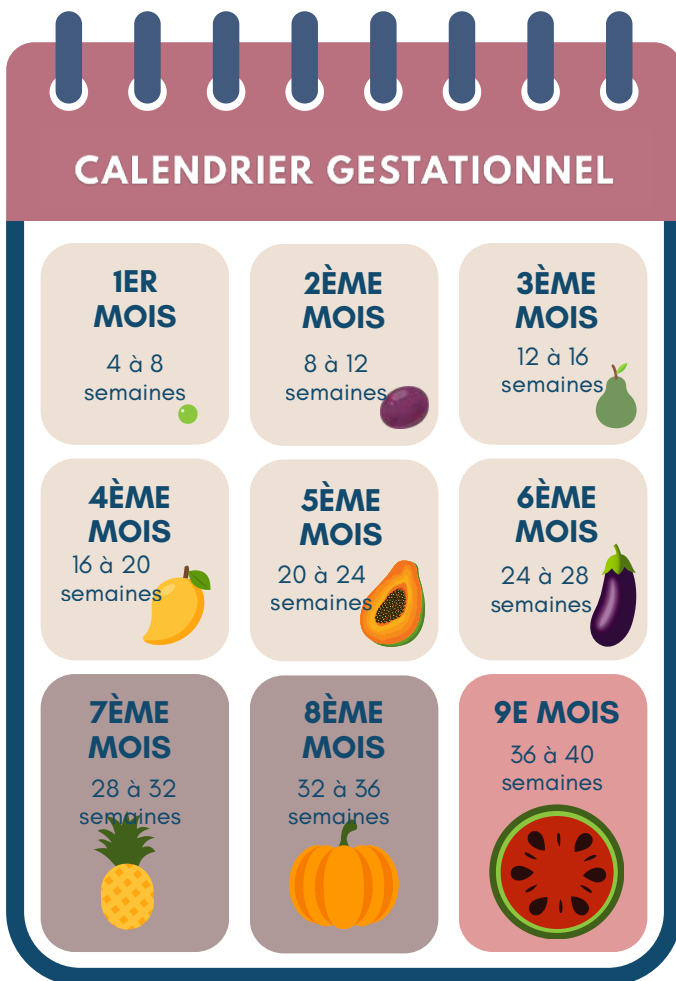 CALENDRIER GESTATIONNEL
1ER
MOIS
4 à 8
semaines
2ÈME
MOIS
8 à 12
semaines
3ÈME
MOIS
12 à 16
semaines
4ÈME
MOIS
16 à 20
semaines
5ÈME
MOIS
20 à 24
semaines
6ÈME
MOIS
24 à 28
semaines
7ÈME
MOIS
28 à 32
semaines
8ÈME
MOIS
32 à 36
semaines
9E MOIS
36 à 40
semaines